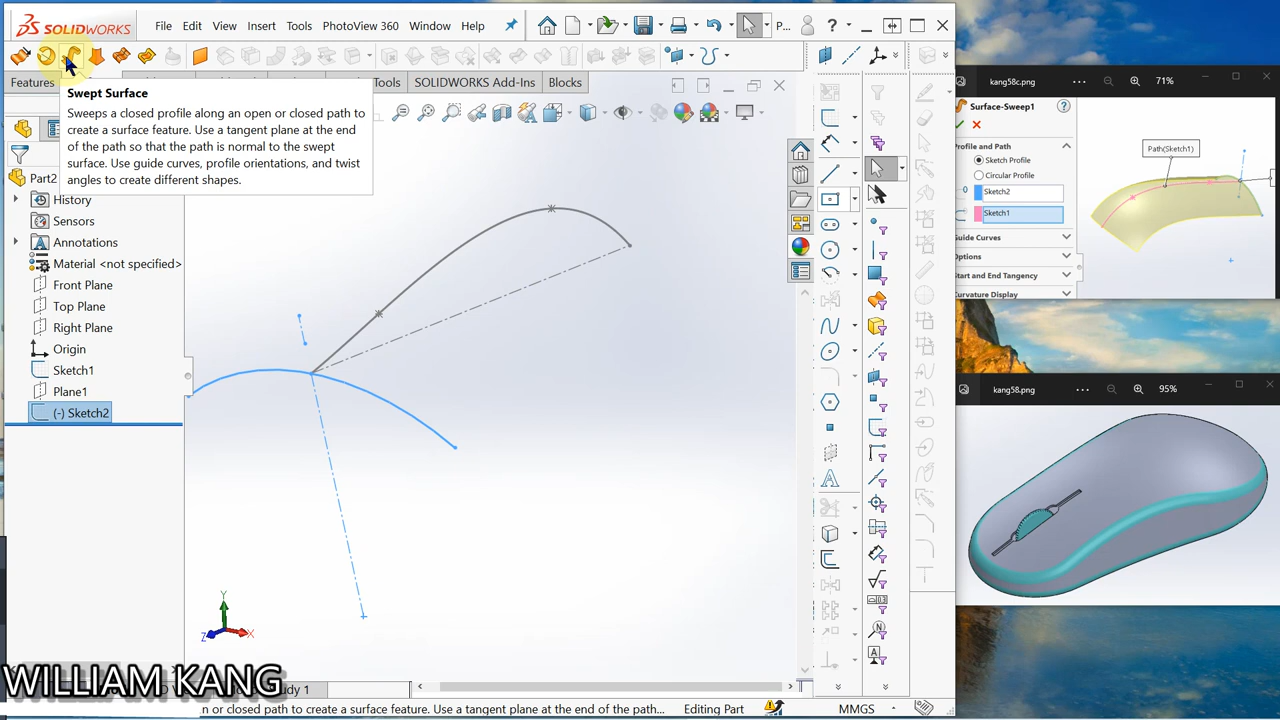 SOLIDWORKS
File Edit View Insert Tools PhotoView 360 Window Help
P...
Features
Tools SOLIDWORKS Add-Ins Blocks
Swept Surface
Sweeps a closed profile along an open or closed path to
create a surface feature. Use a tangent plane at the end
of the path so that the path is normal to the swept
surface. Use guide curves, profile orientations, and twist
angles to create different shapes.
Part2
History
Sensors
Annotations
Material <not specified>
Front Plane
Top Plane
Right Plane
Origin
Sketch1
Plane1
(-) Sketch2
Y
Z
X
WILLIAM KANG
udy 1
or closed path to create a surface feature. Use a tangent plane at the end of the path so that the path...
Editing Part
MMGS
kang58c.png
71%
Surface-Sweep1
Profile and Path
Sketch Profile
Circular Profile
Sketch2
Sketch1
Guide Curves
Options
Start and End Tangency
Curvature Display
Path(Sketch1)
kang58.png
95%